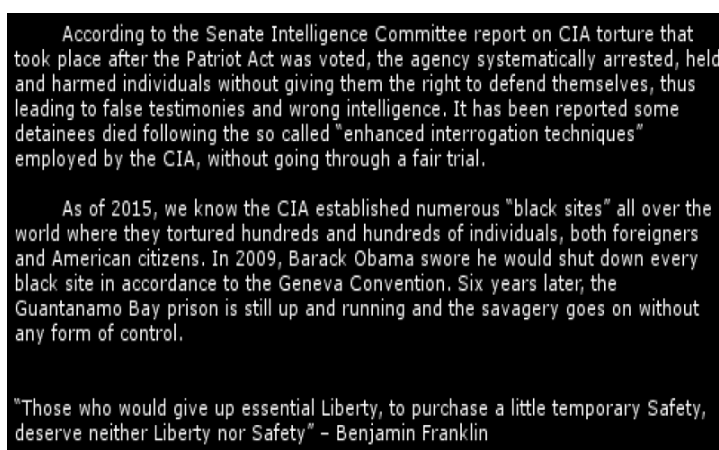 According to the Senate Intelligence Committee report on CIA torture that
took place after the Patriot Act was voted, the agency systematically arrested, held
and harmed individuals without giving them the right to defend themselves, thus
leading to false testimonies and wrong intelligence. It has been reported some
detainees died following the so called "enhanced interrogation techniques"
employed by the CIA, without going through a fair trial.
As of 2015, we know the CIA established numerous "black sites" all over the
world where they tortured hundreds and hundreds of individuals, both foreigners
and American citizens. In 2009, Barack Obama swore he would shut down every
black site in accordance to the Geneva Convention. Six years later, the
Guantanamo Bay prison is still up and running and the savagery goes on without
any form of control.
"Those who would give up essential Liberty, to purchase a little temporary Safety,
deserve neither Liberty nor Safety" – Benjamin Franklin